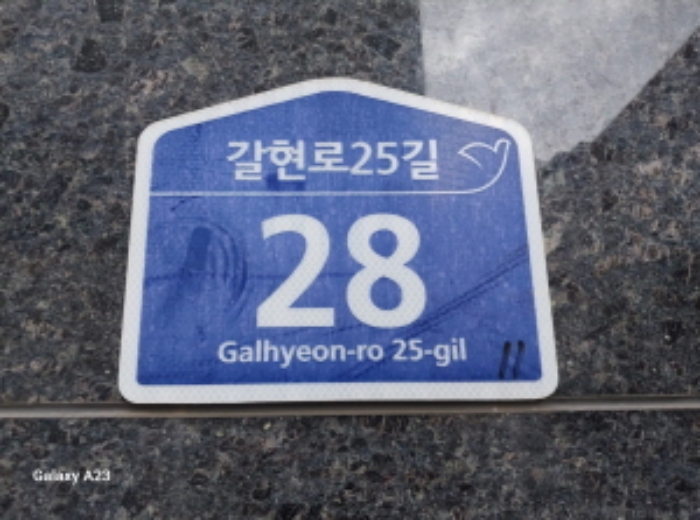 갈현로25길
28
Galhyeon-ro 25-gil
Galaxy A23